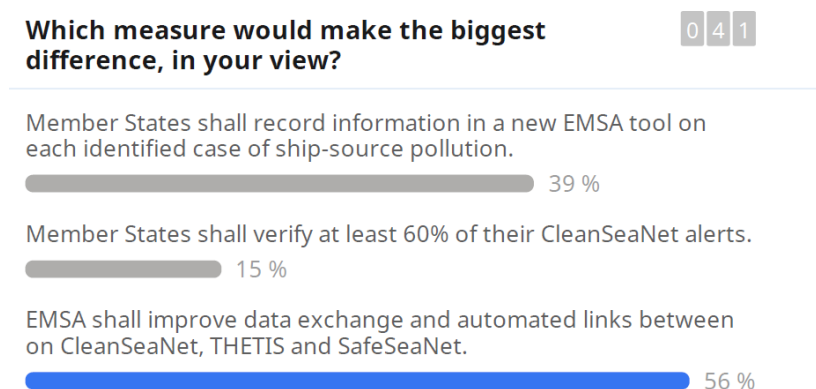 Which measure would make the biggest
difference, in your view?
0 4 1
Member States shall record information in a new EMSA tool on
each identified case of ship-source pollution.
39 %
Member States shall verify at least 60% of their CleanSeaNet alerts.
15 %
EMSA shall improve data exchange and automated links between
on CleanSeaNet, THETIS and SafeSeaNet.
56 %